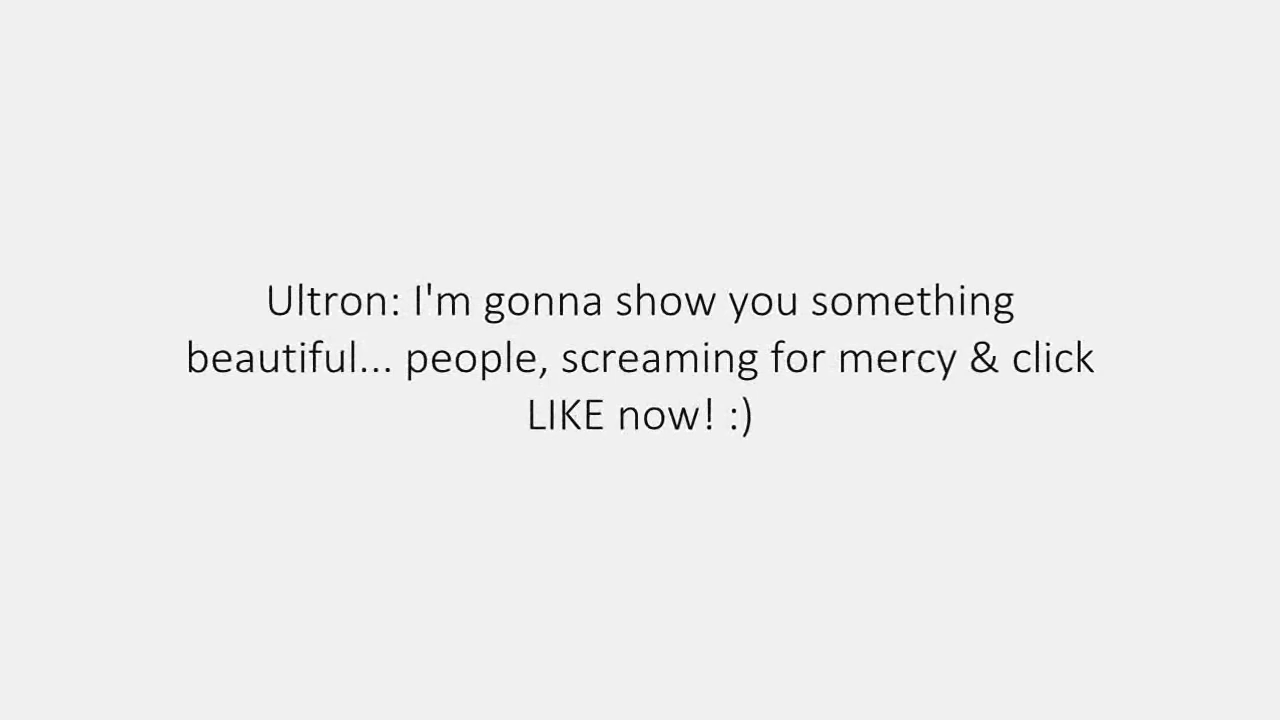 Ultron: I'm gonna show you something
beautiful... people, screaming for mercy & click
LIKE now! :)